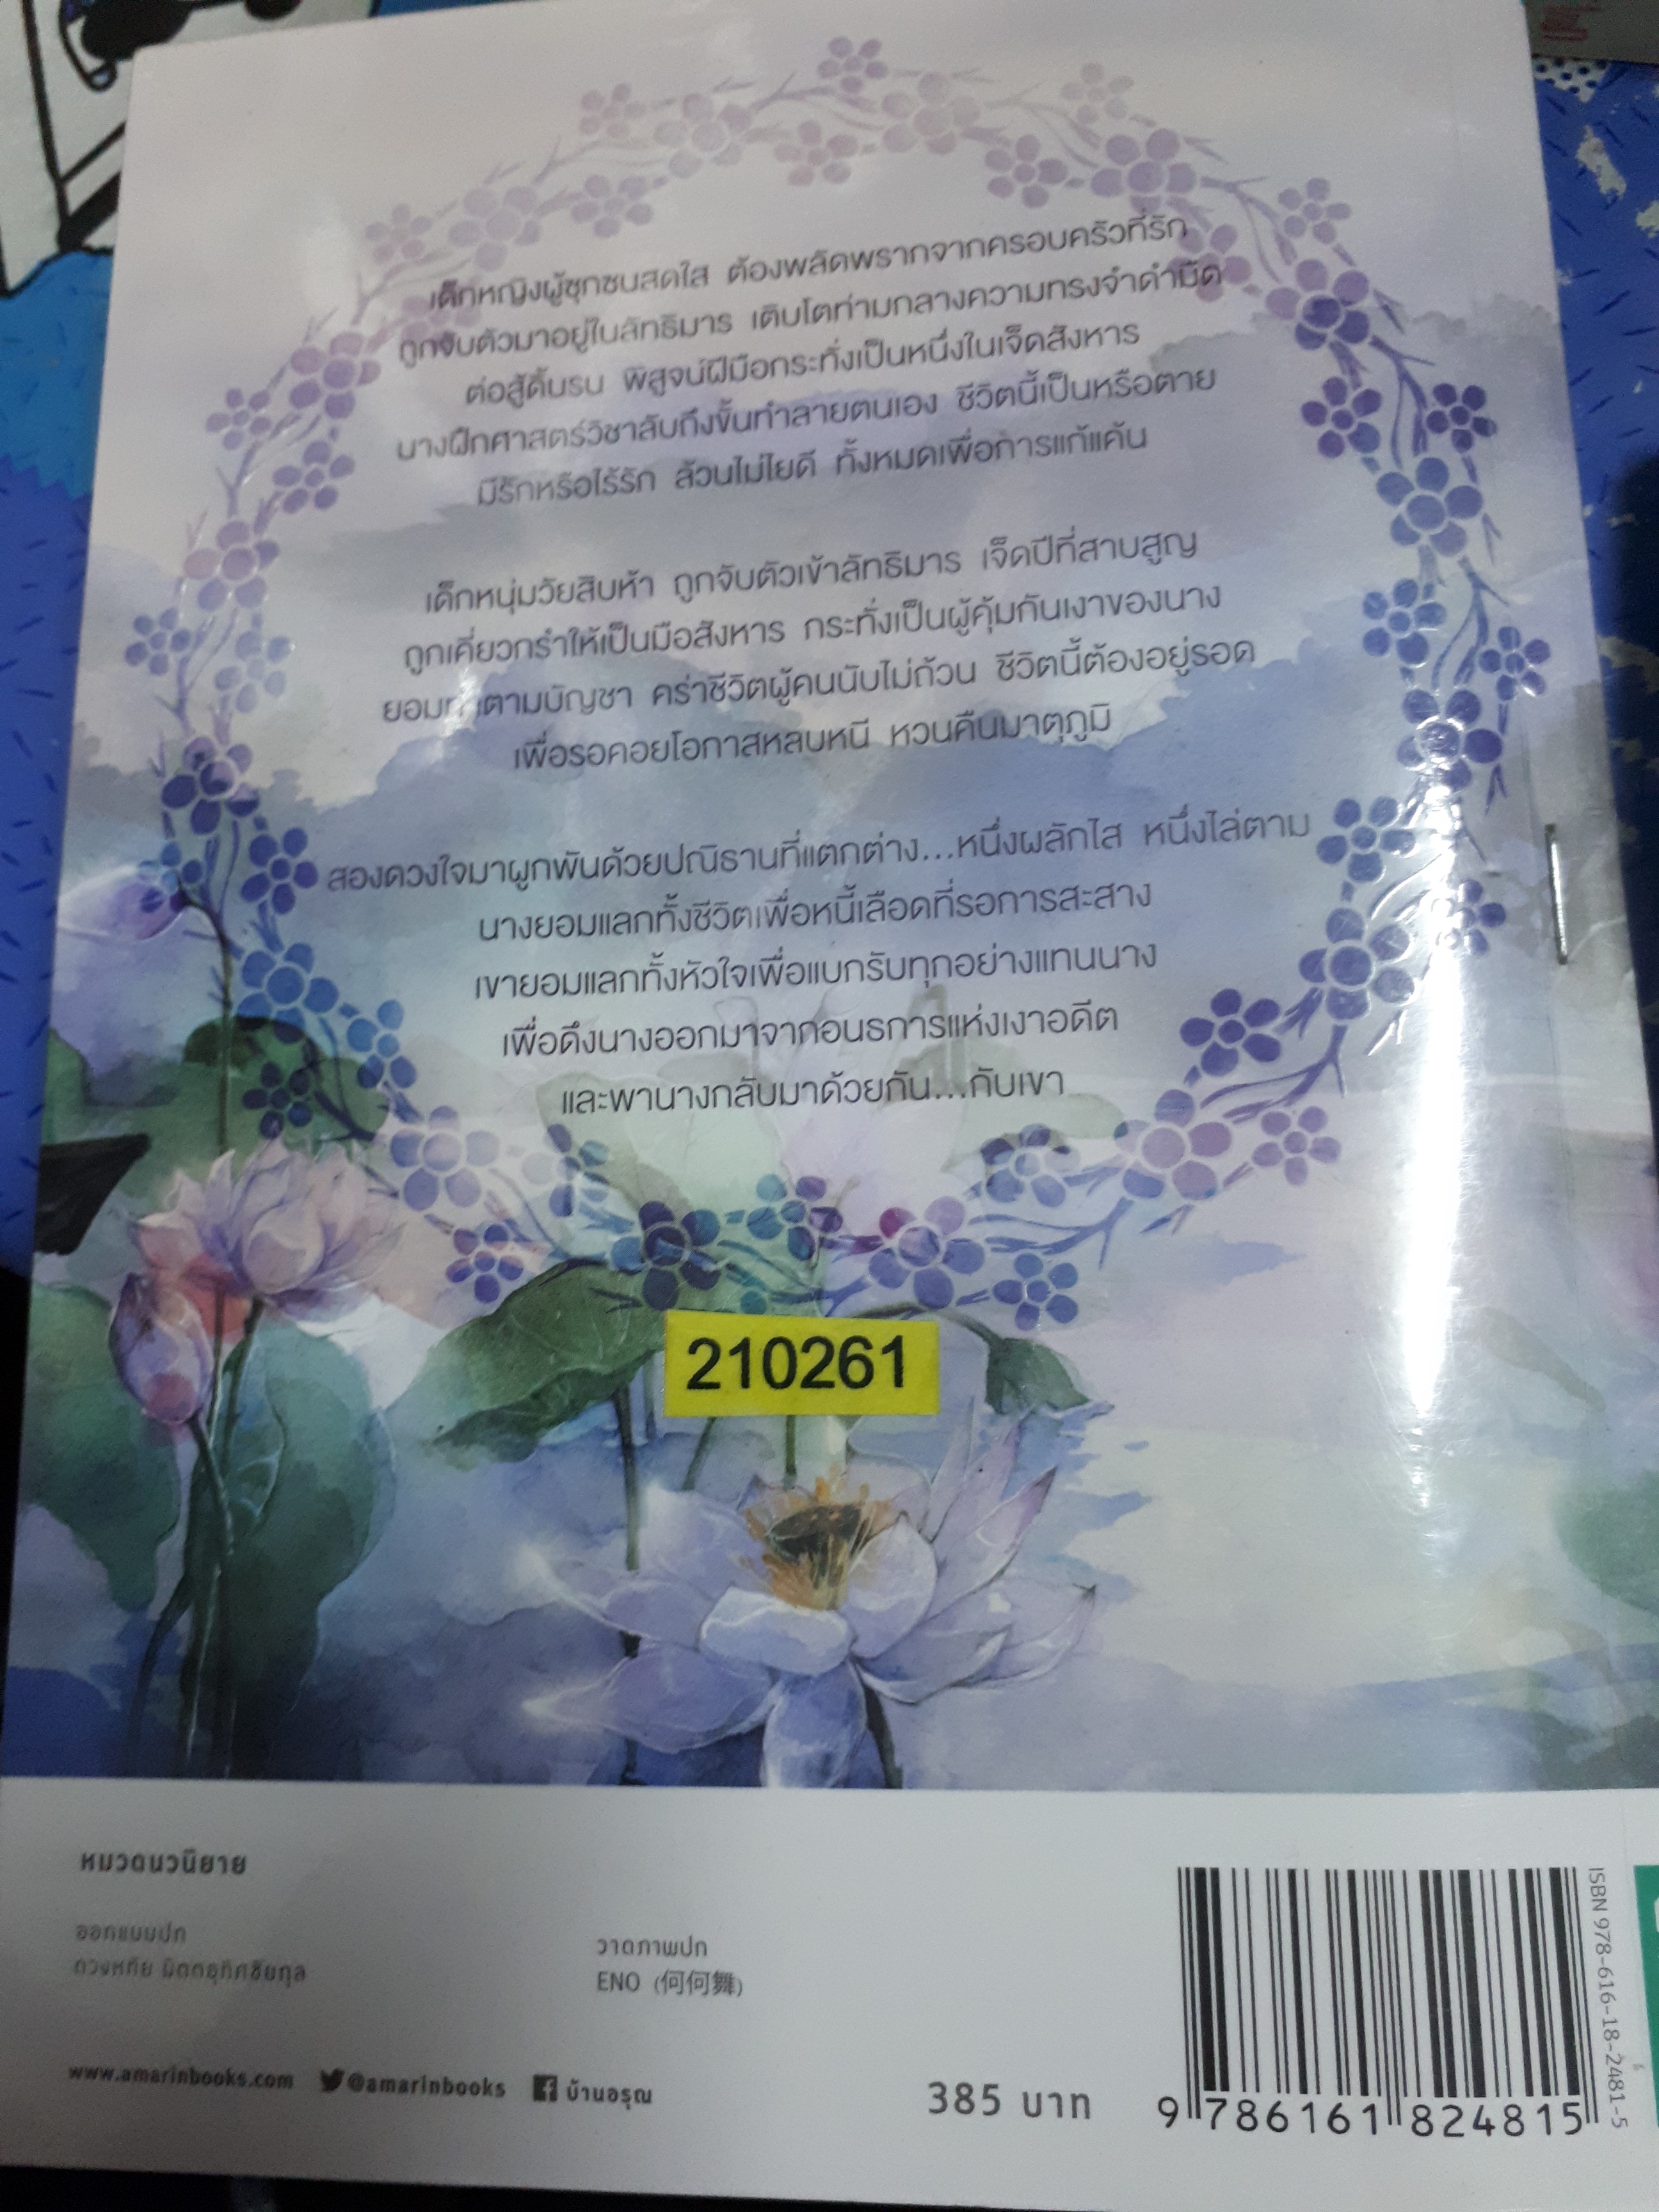 เด็กหญิงผู้ซุกซนสดใส ต้องพลัดพรากจากครอบครัวที่รัก
ถูกจับตัวมาอยู่ในลัทธิมาร เติบโตท่ามกลางความทรงจำดำมืด
ต่อสู้ดิ้นรน พิสูจน์ฝีมือกระทั่งเป็นหนึ่งในเจ็ดสังหาร
นางฝึกศาสตร์วิชาลับถึงขั้นทำลายตนเอง ชีวิตนี้เป็นหรือตาย
มีรักหรือไร้รัก ล้วนไม่ไยดี ทั้งหมดเพื่อการแก้แค้น
เด็กหนุ่มวัยสิบห้า ถูกจับตัวเข้าลัทธิมาร เจ็ดปีที่สาบสูญ
ถูกเคี่ยวกรำให้เป็นมือสังหาร กระทั่งเป็นผู้คุ้มกันเงาของนาง
ยอมทำตามบัญชา คร่าชีวิตผู้คนนับไม่ถ้วน ชีวิตนี้ต้องอยู่รอด
เพื่อรอคอยโอกาสหลบหนี หวนคืนมาตุภูมิ
สองดวงใจมาผูกพันด้วยปณิธานที่แตกต่าง...หนึ่งผลักไส หนึ่งไล่ตาม
นางยอมแลกทั้งชีวิตเพื่อหนี้เลือดที่รอการสะสาง
เขายอมแลกทั้งหัวใจเพื่อแบกรับทุกอย่างแทนนาง
เพื่อดึงนางออกมาจากอนธการแห่งเงาอดีต
และพานางกลับมาด้วยกัน...กับเขา
210261
หมวดนวนิยาย
ออกแบบปก
ดวงหทัย มิตตยุทิศชัยกุล
วาดภาพปก
ENO (何何舞)
www.amarinbooks.com @amarinbooks บ้านอรุณ
385 บาท
9 786161 824815
ISBN 978-616-18-2481-5